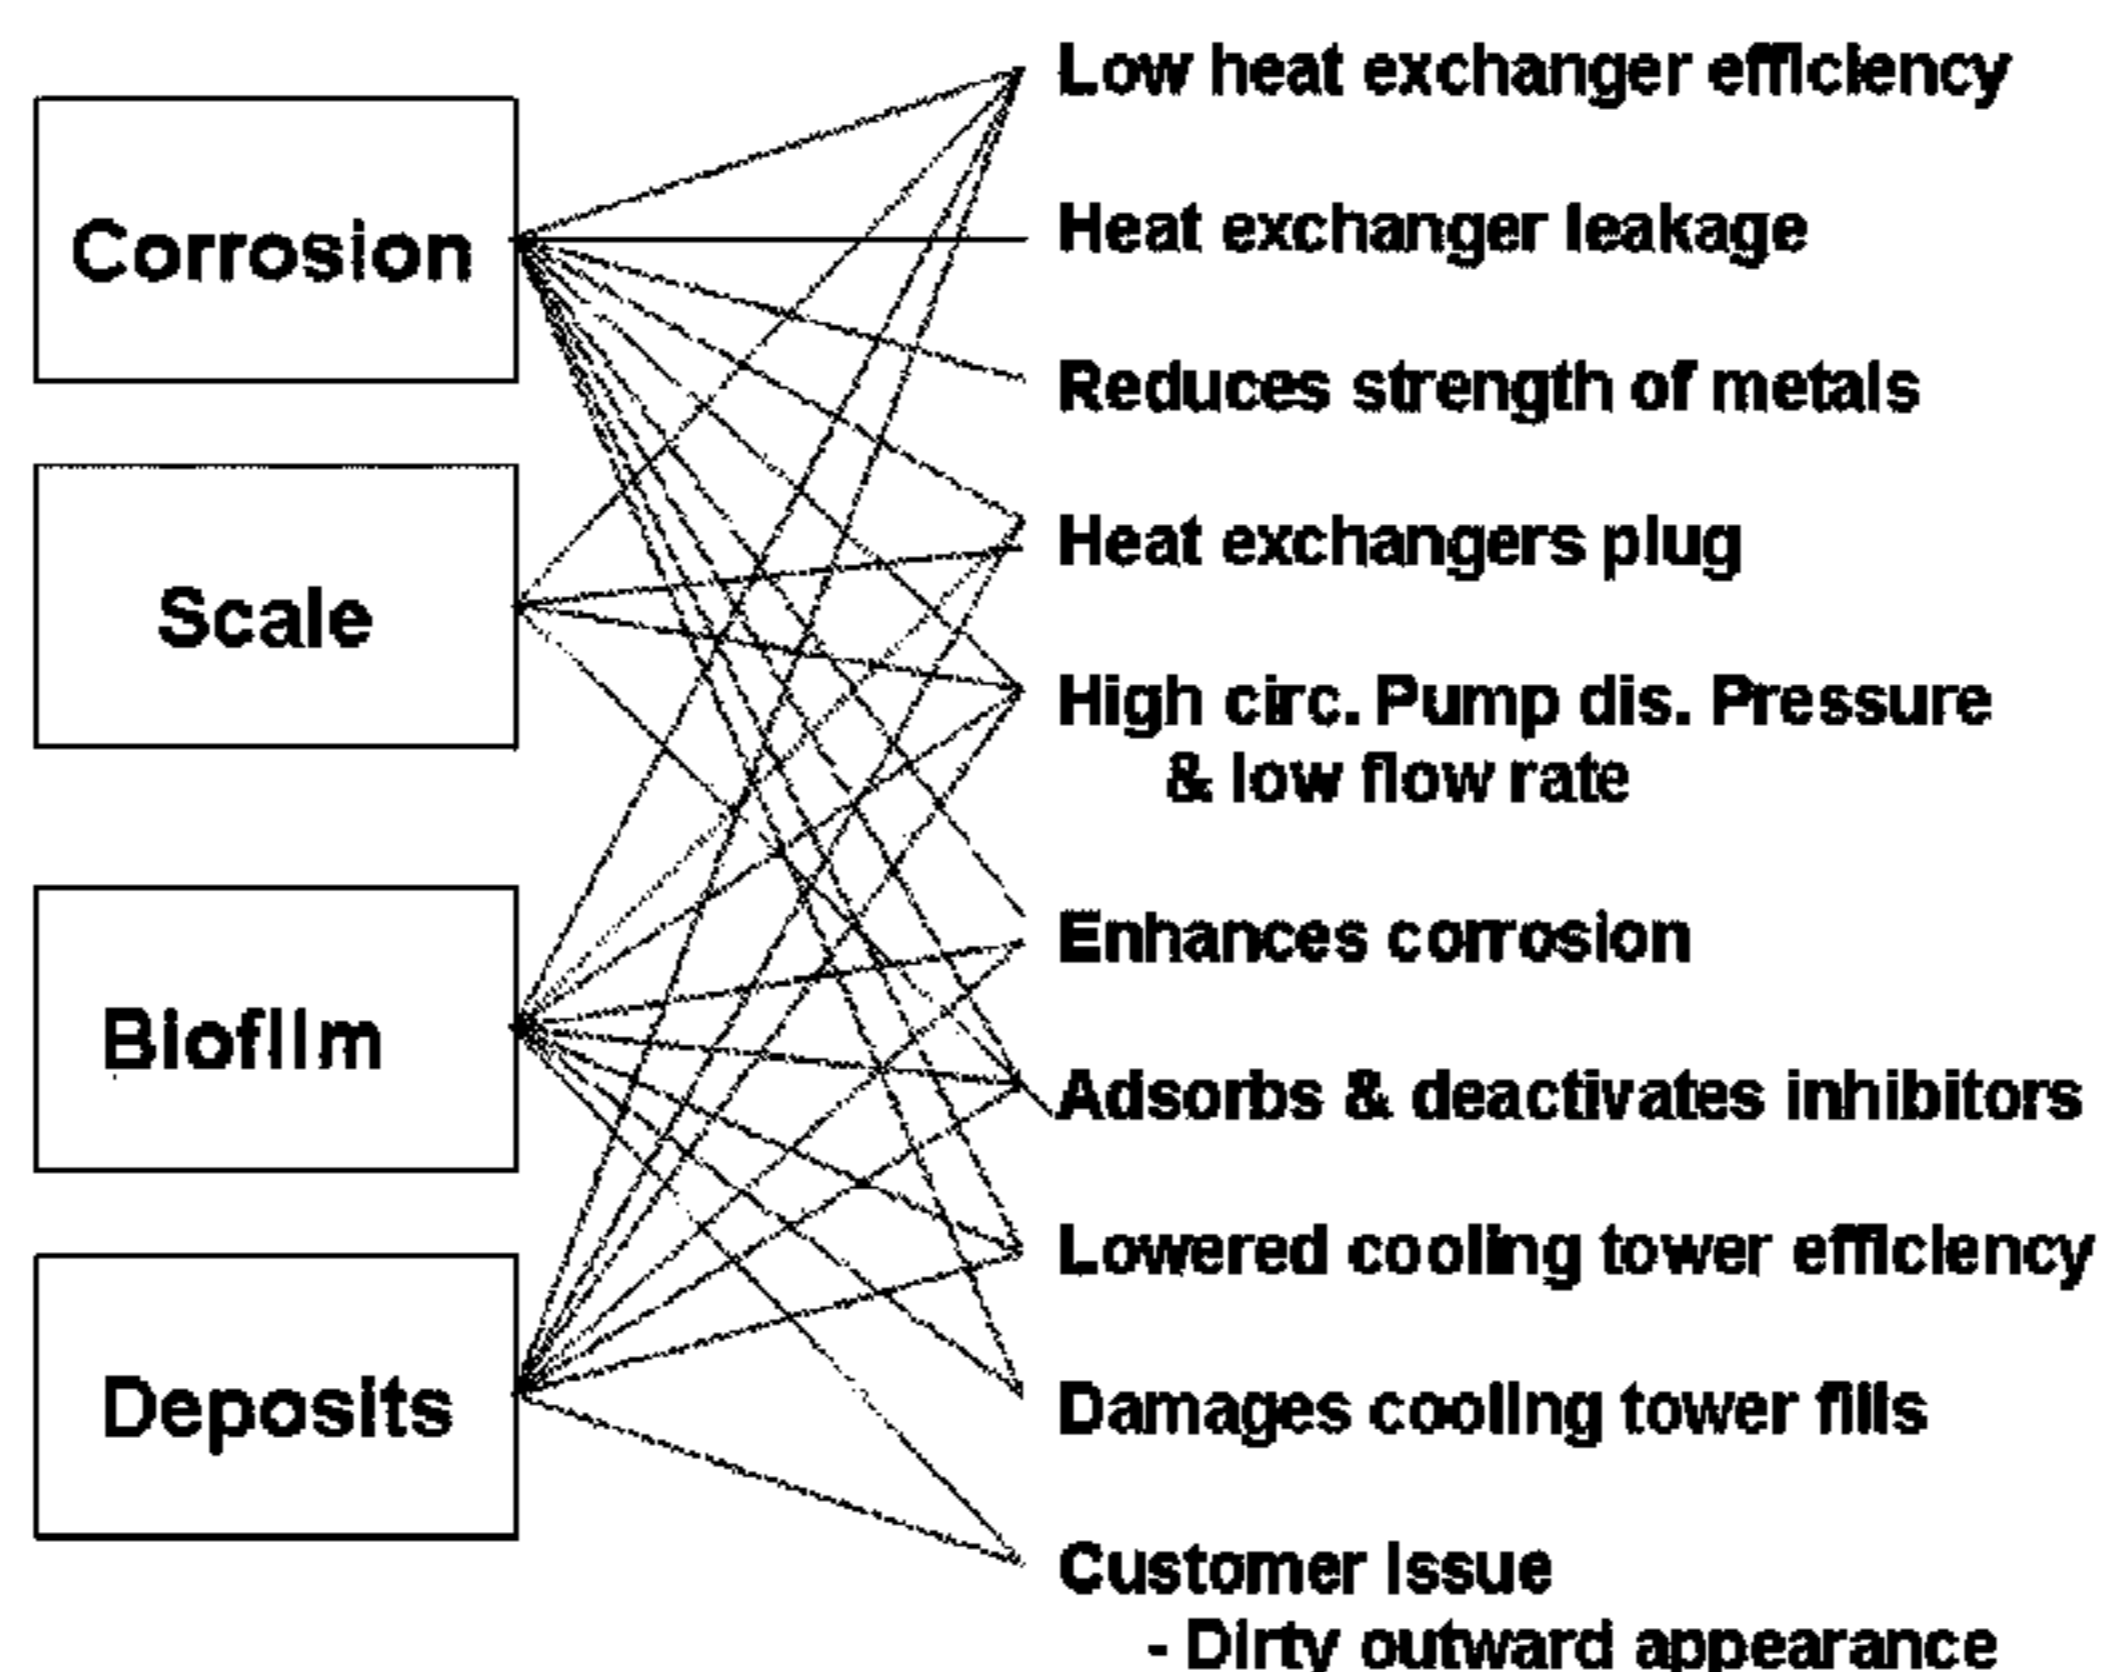 Corrosion
Scale
Biofilm
Deposits
Low heat exchanger efficiency
Heat exchanger leakage
Reduces strength of metals
Heat exchangers plug
High circ. Pump dis. Pressure
& low flow rate
Enhances corrosion
Adsorbs & deactivates inhibitors
Lowered cooling tower efficiency
Damages cooling tower fills
Customer Issue
- Dirty outward appearance